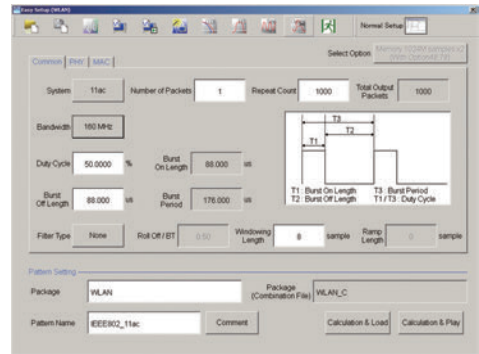 Easy Setup (WLAN)
Normal Setup
Select Option Memory 1024M samples x2
Common PHY MAC
System 11ac Number of Packets 1 Repeat Count 1000 Total Output Packets 1000
Bandwidth 160 MHz
Duty Cycle 50.0000 % Burst On Length 88.000 us
Burst Off Length 88.000 us Burst Period 176.000 us
T3
T2
T1
T1 : Burst On Length T3 : Burst Period
T2 : Burst Off Length T1 / T3 : Duty Cycle
Filter Type None Roll Off / BT 0.50 Windowing Length 8 sample Ramp Length 0 sample
Pattern Setting
Package WLAN Package (Combination File) WLAN_C
Pattern Name IEEE802_11ac Comment Calculation & Load Calculation & Play